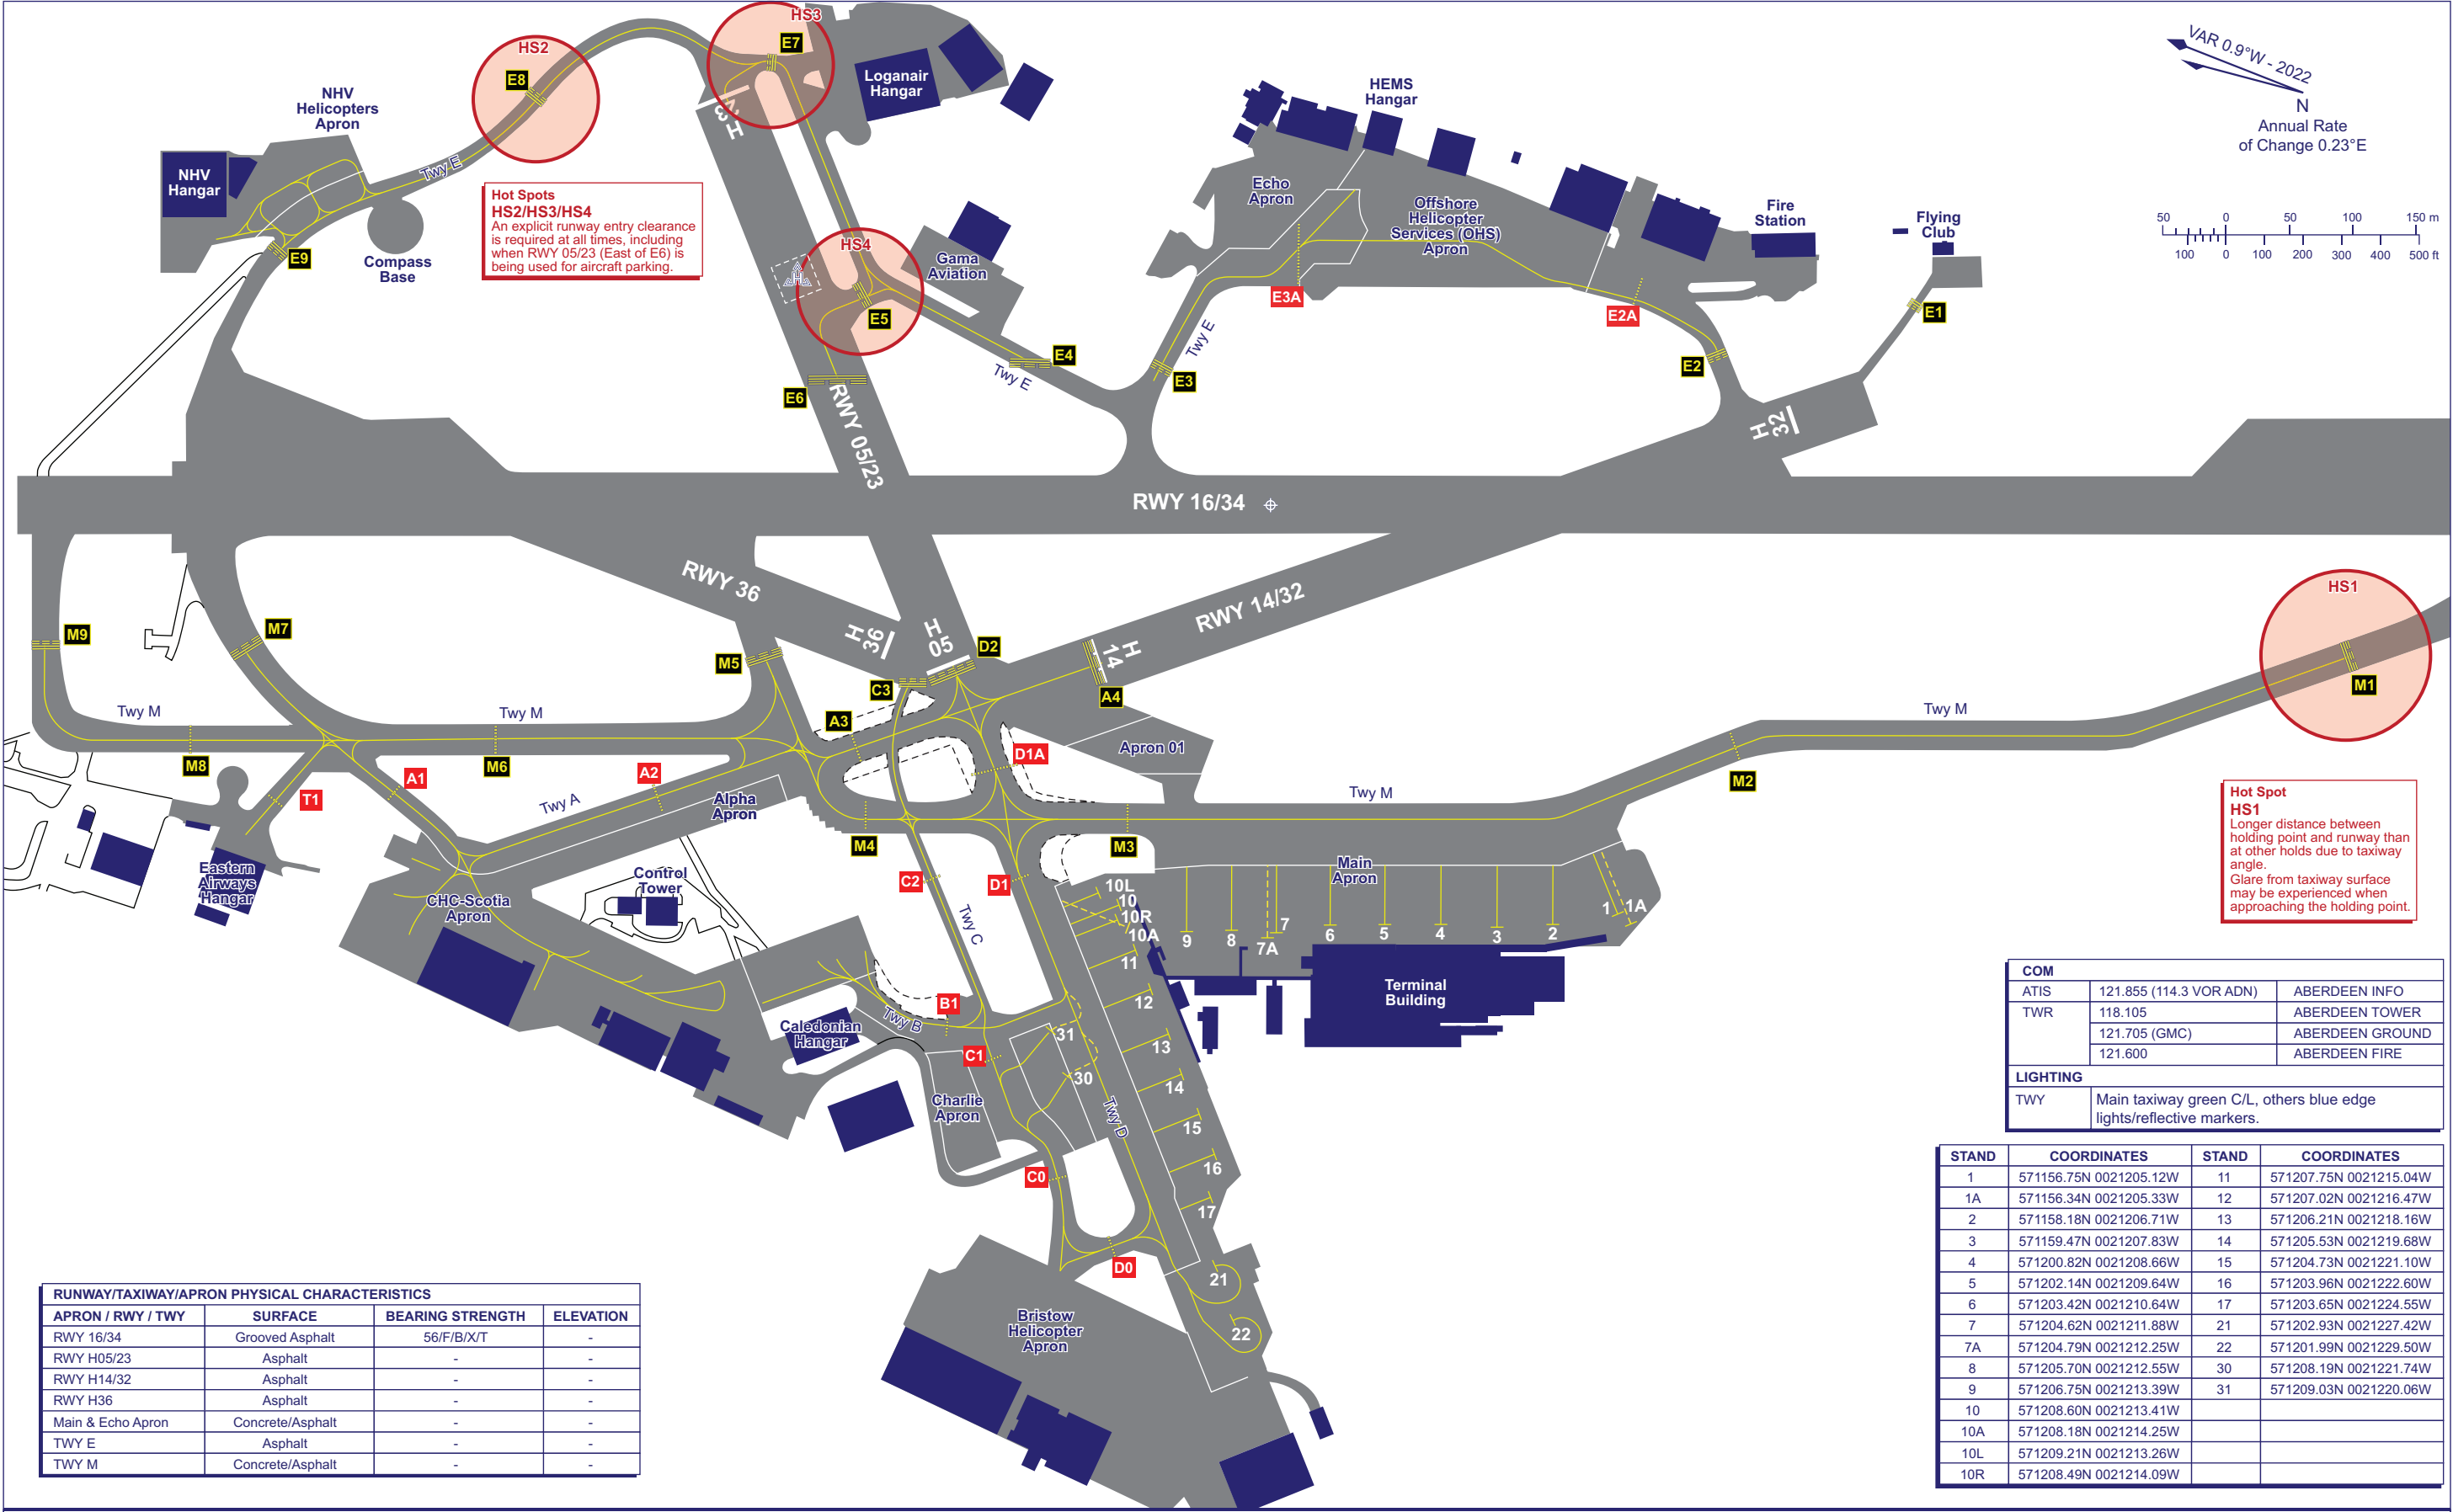 HS3
E7
HS2
E8
Loganair
Hangar
NHV
Helicopters
Apron
NHV
Hangar
Twy E
E9
Compass
Base
Hot Spots
HS2/HS3/HS4
An explicit runway entry clearance
is required at all times, including
when RWY 05/23 (East of E6) is
being used for aircraft parking.
23
H
HS4
H
E5
Gama
Aviation
E6
E4
Twy E
RWY 05/23
HEMS
Hangar
Echo
Apron
Offshore
Helicopter
Services (OHS)
Apron
E3A
E2A
Twy E
E3
E2
Fire
Station
Flying
Club
E1
H
32
VAR 0.9°W - 2022
N
Annual Rate
of Change 0.23°E
50 0 50 100 150 m
100 0 100 200 300 400 500 ft
RWY 16/34
RWY 36
H
36
H
05
RWY 14/32
H
14
HS1
M1
M9
M7
M5
D2
C3
A4
A3
Twy M
Twy M
Twy M
Twy M
M8
M6
D1A
Apron 01
M2
T1
A1
A2
Twy A
Alpha
Apron
M4
M3
Hot Spot
HS1
Longer distance between
holding point and runway than
at other holds due to taxiway
angle.
Glare from taxiway surface
may be experienced when
approaching the holding point.
Eastern
Airways
Hangar
CHC-Scotia
Apron
Control
Tower
C2
D1
Twy C
Main
Apron
10L
10
10R
10A
11
9
8
7A
7
6
5
4
3
2
1
1A
12
13
14
15
16
17
Terminal
Building
B1
Twy B
Caledonian
Hangar
C1
31
30
Charlie
Apron
Twy D
C0
D0
21
22
Bristow
Helicopter
Apron
COM
ATIS 121.855 (114.3 VOR ADN) ABERDEEN INFO
TWR 118.105 ABERDEEN TOWER
121.705 (GMC) ABERDEEN GROUND
121.600 ABERDEEN FIRE
LIGHTING
TWY Main taxiway green C/L, others blue edge
lights/reflective markers.
STAND COORDINATES STAND COORDINATES
1 571156.75N 0021205.12W 11 571207.75N 0021215.04W
1A 571156.34N 0021205.33W 12 571207.02N 0021216.47W
2 571158.18N 0021206.71W 13 571206.21N 0021218.16W
3 571159.47N 0021207.83W 14 571205.53N 0021219.68W
4 571200.82N 0021208.66W 15 571204.73N 0021221.10W
5 571202.14N 0021209.64W 16 571203.96N 0021222.60W
6 571203.42N 0021210.64W 17 571203.65N 0021224.55W
7 571204.62N 0021211.88W 21 571202.93N 0021227.42W
7A 571204.79N 0021212.25W 22 571201.99N 0021229.50W
8 571205.70N 0021212.55W 30 571208.19N 0021221.74W
9 571206.75N 0021213.39W 31 571209.03N 0021220.06W
10 571208.60N 0021213.41W
10A 571208.18N 0021214.25W
10L 571209.21N 0021213.26W
10R 571208.49N 0021214.09W
RUNWAY/TAXIWAY/APRON PHYSICAL CHARACTERISTICS
APRON / RWY / TWY SURFACE BEARING STRENGTH ELEVATION
RWY 16/34 Grooved Asphalt 56/F/B/X/T -
RWY H05/23 Asphalt - -
RWY H14/32 Asphalt - -
RWY H36 Asphalt - -
Main & Echo Apron Concrete/Asphalt - -
TWY E Asphalt - -
TWY M Concrete/Asphalt - -